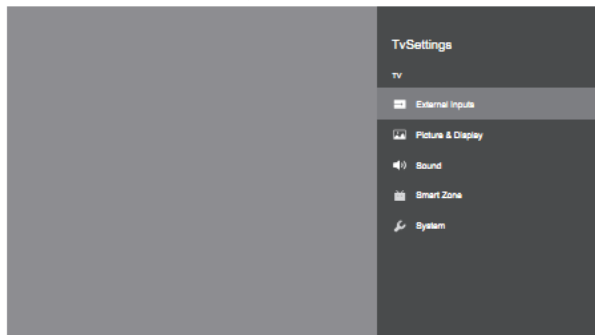 TvSettings
TV
External Inputs
Picture & Display
Sound
Smart Zone
System